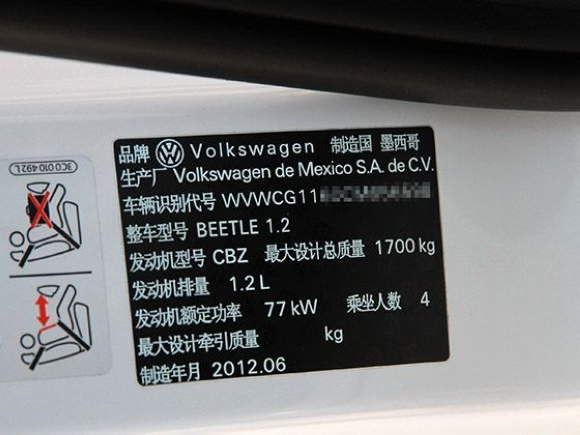 3C0 010 492 L
品牌 Volkswagen 制造国 墨西哥
生产厂 Volkswagen de Mexico S.A. de C.V.
车辆识别代号 WVWCG11
整车型号 BEETLE 1.2
发动机型号 CBZ 最大设计总质量 1700 kg
发动机排量 1.2 L
发动机额定功率 77 kW 乘坐人数 4
最大设计牵引质量 kg
制造年月 2012.06